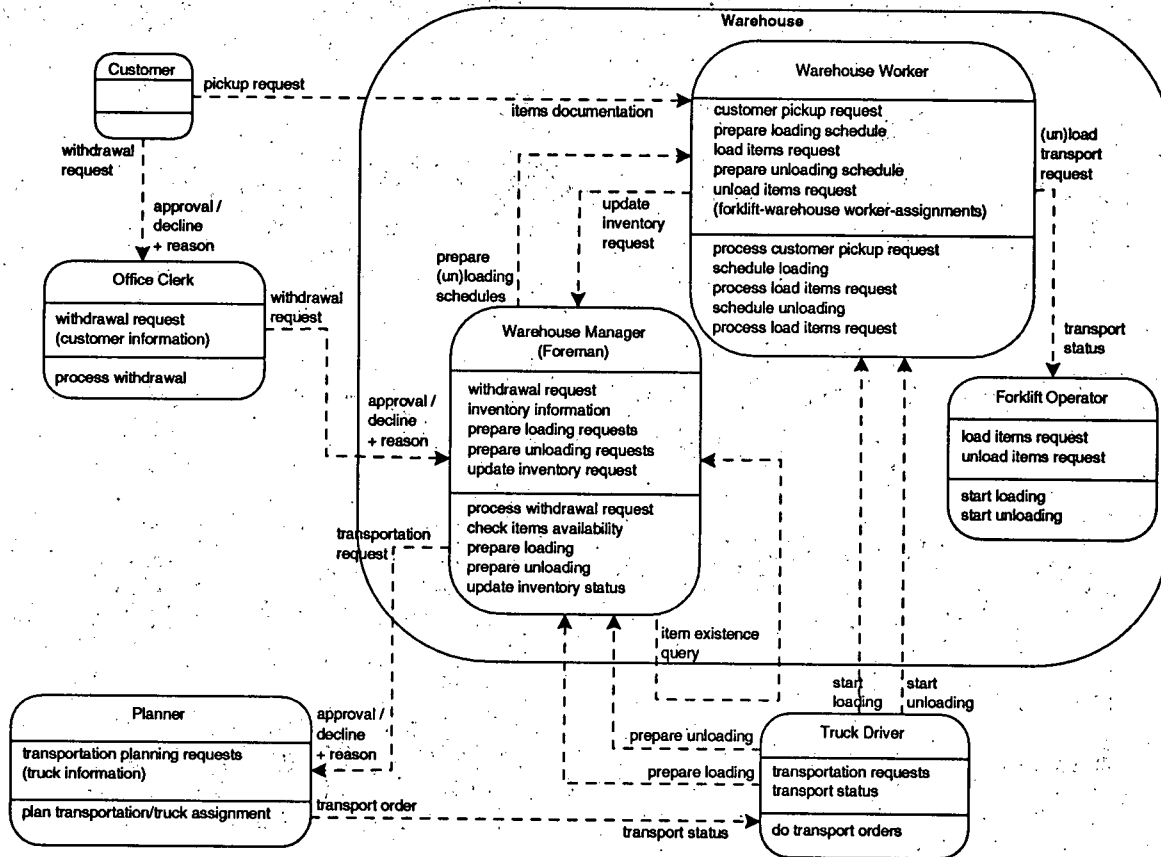 Warehouse
Customer
pickup request
items documentation
withdrawal
request
approval /
decline
+ reason
Warehouse Worker
customer pickup request
prepare loading schedule
load items request
prepare unloading schedule
unload items request
(forklift-warehouse worker-assignments)
process customer pickup request
schedule loading
process load items request
schedule unloading
process load items request
(un)load
transport
request
transport
status
update
inventory
request
prepare
(un)loading
schedules
Office Clerk
withdrawal request
(customer information)
process withdrawal
withdrawal
request
approval /
decline
+ reason
Warehouse Manager
(Foreman)
withdrawal request
inventory information
prepare loading requests
prepare unloading requests
update inventory request
process withdrawal request
check items availability
prepare loading
prepare unloading
update inventory status
Forklift Operator
load items request
unload items request
start loading
start unloading
transportation
request
item existence
query
start
loading
start
unloading
Planner
transportation planning requests
(truck information)
plan transportation/truck assignment
approval /
decline
+ reason
prepare unloading
prepare loading
transport order
transport status
Truck Driver
transportation requests
transport status
do transport orders